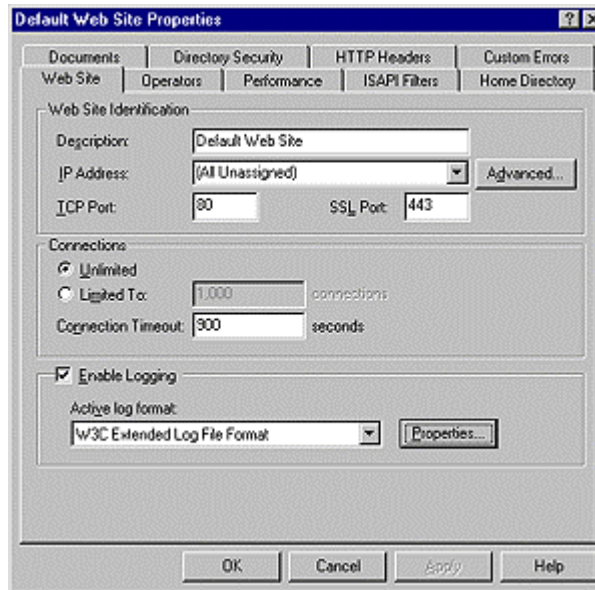 Default Web Site Properties
Documents Directory Security HTTP Headers Custom Errors
Web Site Operators Performance ISAPI Filters Home Directory
Web Site Identification
Description: Default Web Site
IP Address: (All Unassigned) Advanced...
TCP Port: 80 SSL Port: 443
Connections
Unlimited
Limited To: 1,000 connections
Connection Timeout: 900 seconds
Enable Logging
Active log format:
W3C Extended Log File Format Properties...
OK Cancel Apply Help